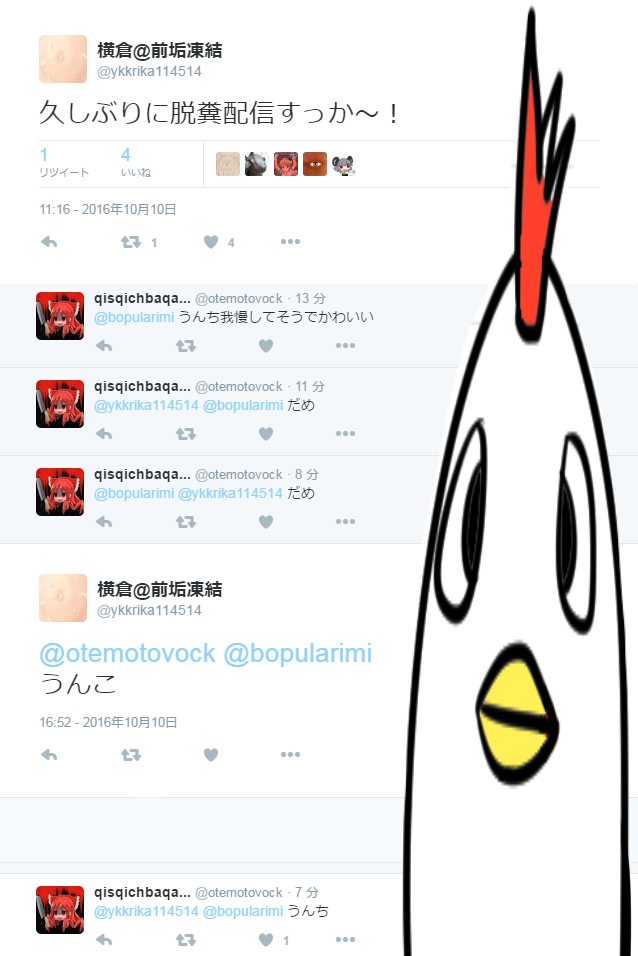 横倉@前垢凍結
@ykkrika114514
久しぶりに脱糞配信すっか～！
1 4
リツイート いいね
11:16 - 2016年10月10日
1 4
qisqichbaqa... @otemotovock · 13 分
@bopularimi うんち我慢してそうでかわいい
qisqichbaqa... @otemotovock · 11 分
@ykkrika114514 @bopularimi だめ
qisqichbaqa... @otemotovock · 8 分
@bopularimi @ykkrika114514 だめ
横倉@前垢凍結
@ykkrika114514
@otemotovock @bopularimi
うんこ
16:52 - 2016年10月10日
qisqichbaqa... @otemotovock · 7 分
@ykkrika114514 @bopularimi うんち
1